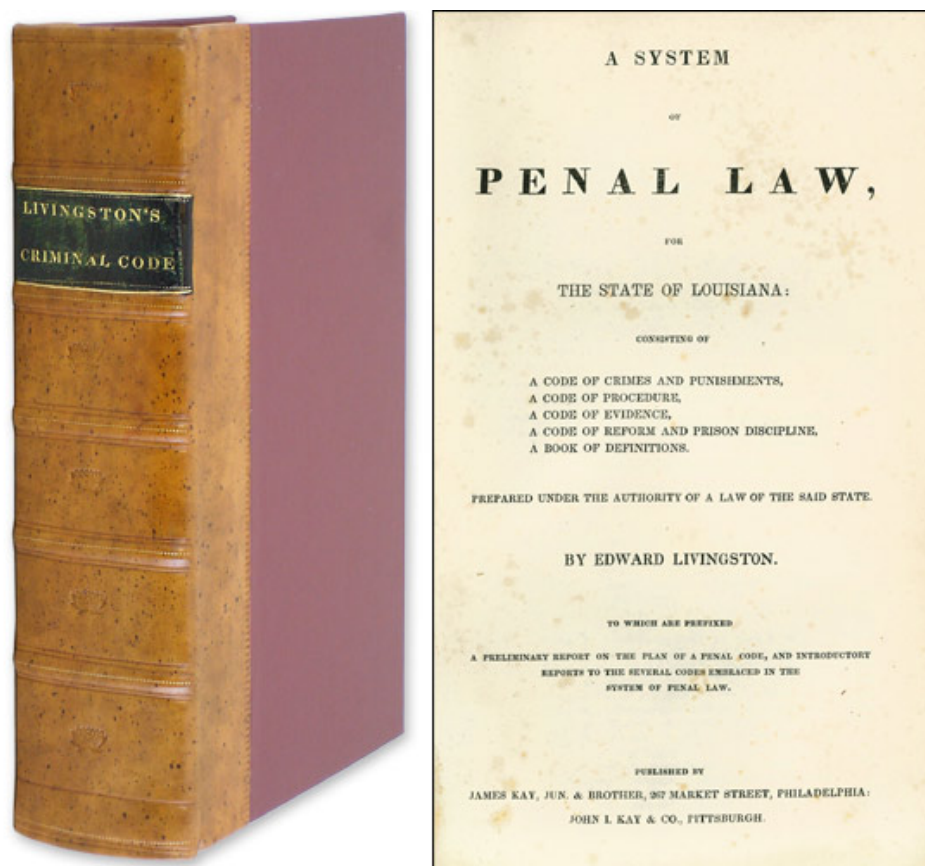 LIVINGSTON'S
CRIMINAL CODE
A SYSTEM
OF
PENAL LAW,
FOR
THE STATE OF LOUISIANA:
CONSISTING OF
A CODE OF CRIMES AND PUNISHMENTS,
A CODE OF PROCEDURE,
A CODE OF EVIDENCE,
A CODE OF REFORM AND PRISON DISCIPLINE,
A BOOK OF DEFINITIONS.
PREPARED UNDER THE AUTHORITY OF A LAW OF THE SAID STATE.
BY EDWARD LIVINGSTON.
TO WHICH ARE PREFIXED
A PRELIMINARY REPORT ON THE PLAN OF A PENAL CODE, AND INTRODUCTORY
REPORTS TO THE SEVERAL CODES EMBRACED IN THE
SYSTEM OF PENAL LAW.
PUBLISHED BY
JAMES KAY, JUN. & BROTHER, 267 MARKET STREET, PHILADELPHIA:
JOHN I. KAY & CO., PITTSBURGH.